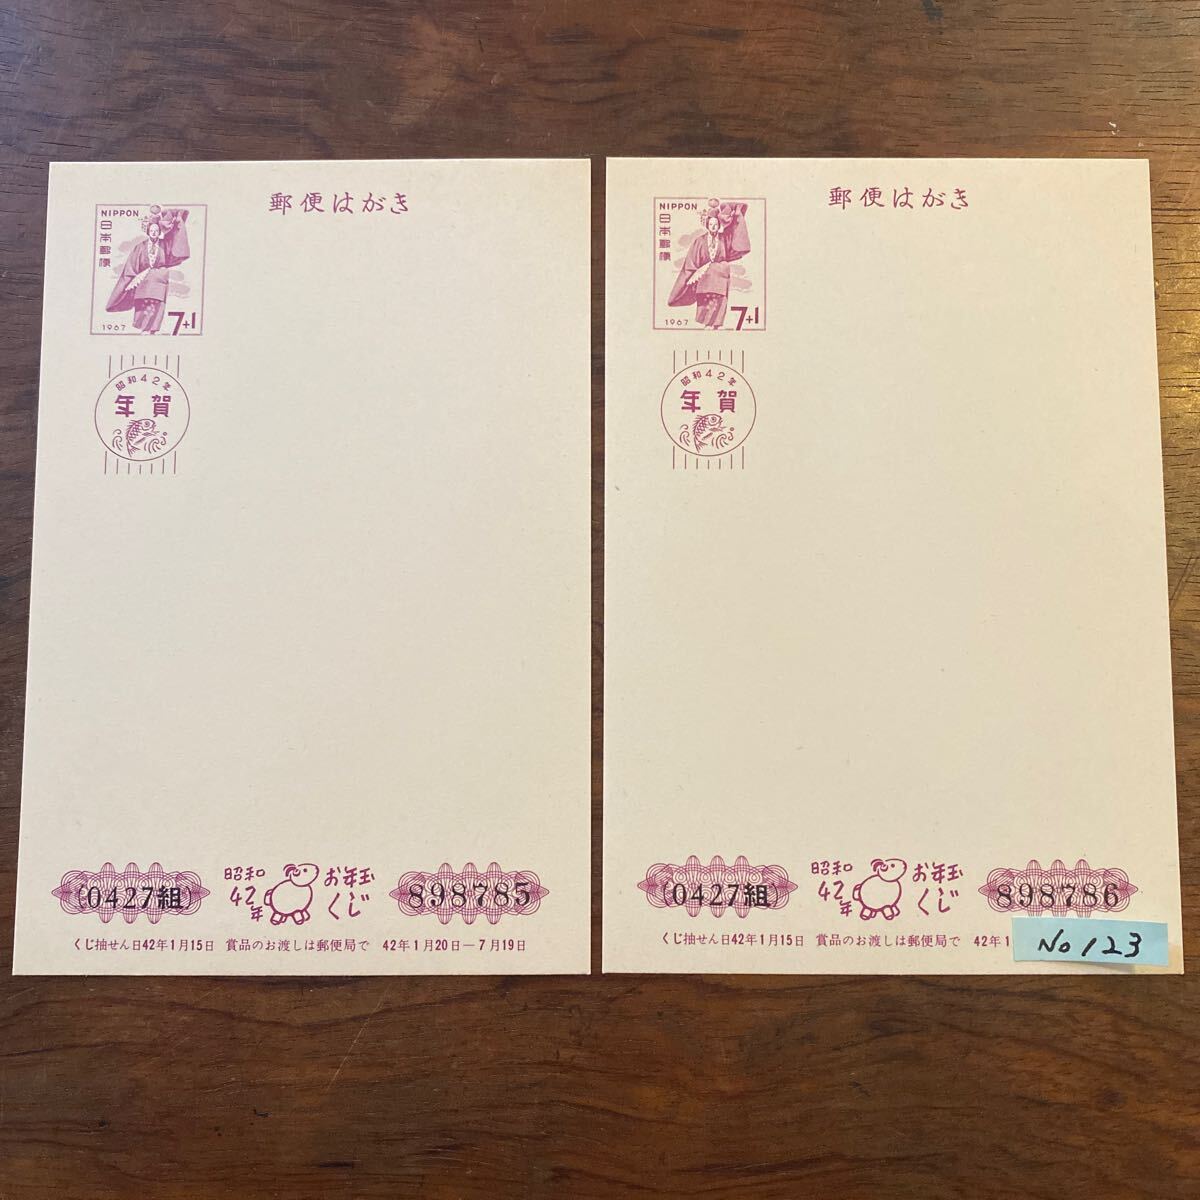 郵便はがき
NIPPON
日本郵便
1967
7+1
昭和42年
年賀
昭和
42年
お年玉
くじ
(0427組)
898785
くじ抽せん日42年1月15日 賞品のお渡しは郵便局で 42年1月20日―7月19日
郵便はがき
NIPPON
日本郵便
1967
7+1
昭和42年
年賀
昭和
42年
お年玉
くじ
(0427組)
898786
くじ抽せん日42年1月15日 賞品のお渡しは郵便局で 42年1
No 123